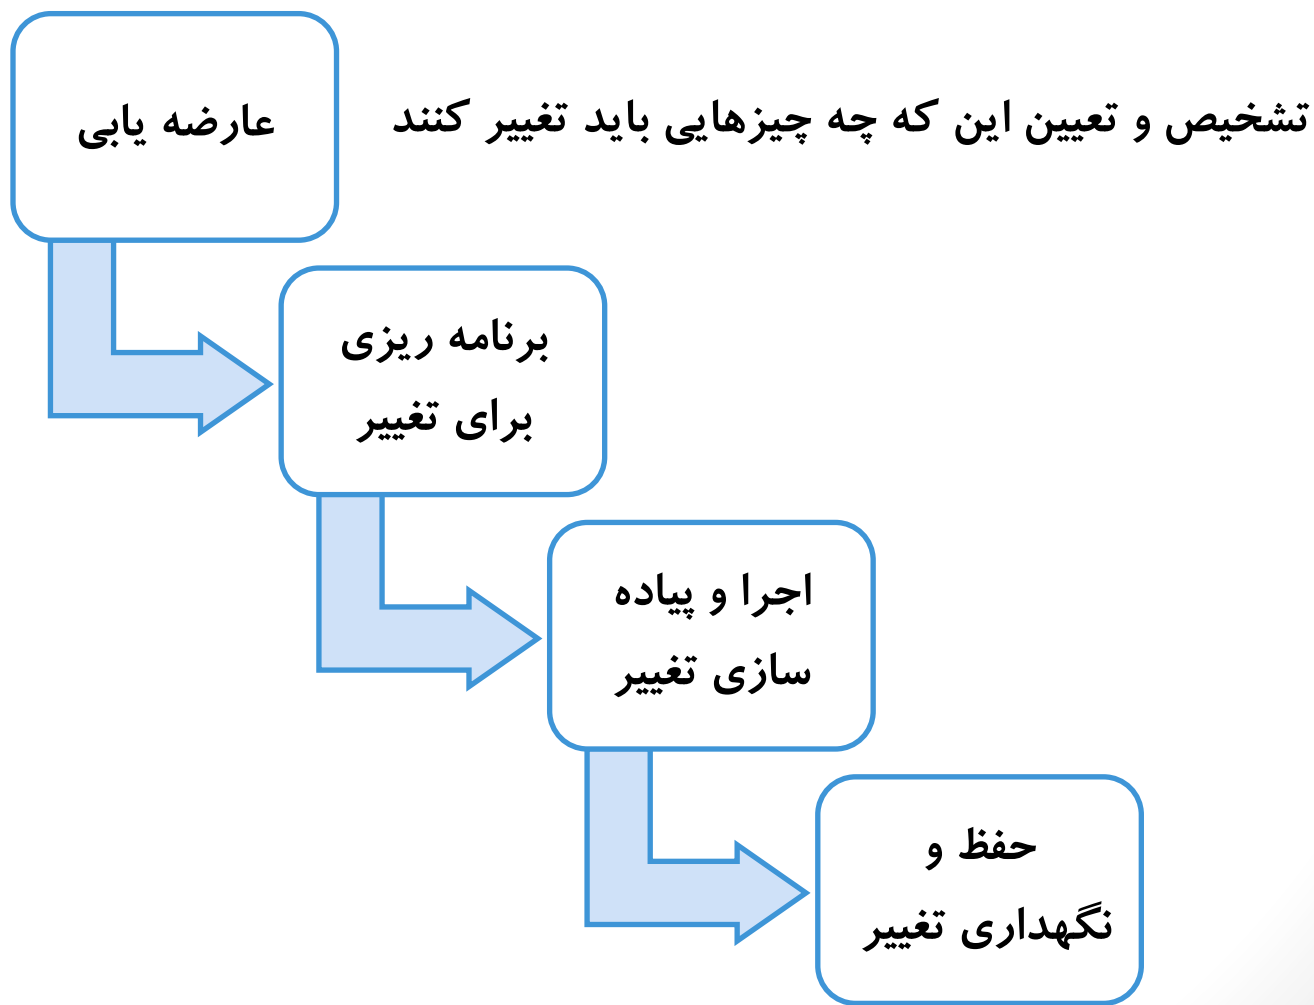 عارضه یابی
تشخیص و تعیین این که چه چیزهایی باید تغییر کنند
برنامه ریزی
برای تغییر
اجرا و پیاده
سازی تغییر
حفظ و
نگهداری تغییر